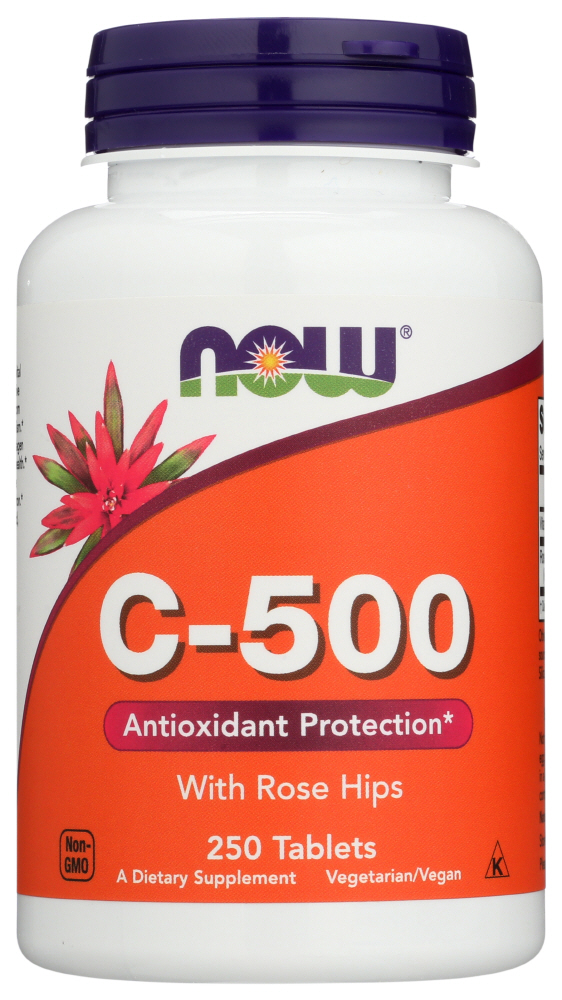 NOW®
C-500
Antioxidant Protection*
With Rose Hips
250 Tablets
Non-
GMO
A Dietary Supplement Vegetarian/Vegan
K